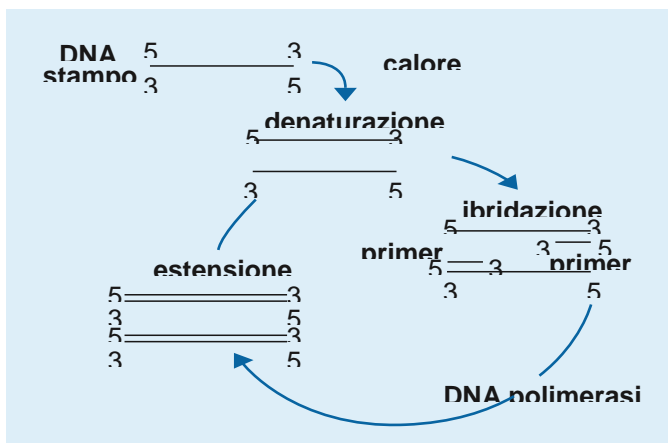 DNA stampo
5 3
3 5
calore
denaturazione
5 3
3 5
ibridazione
5 3
3 5
primer
primer
5 3
3 5
estensione
5 3
3 5
5 3
3 5
DNA polimerasi